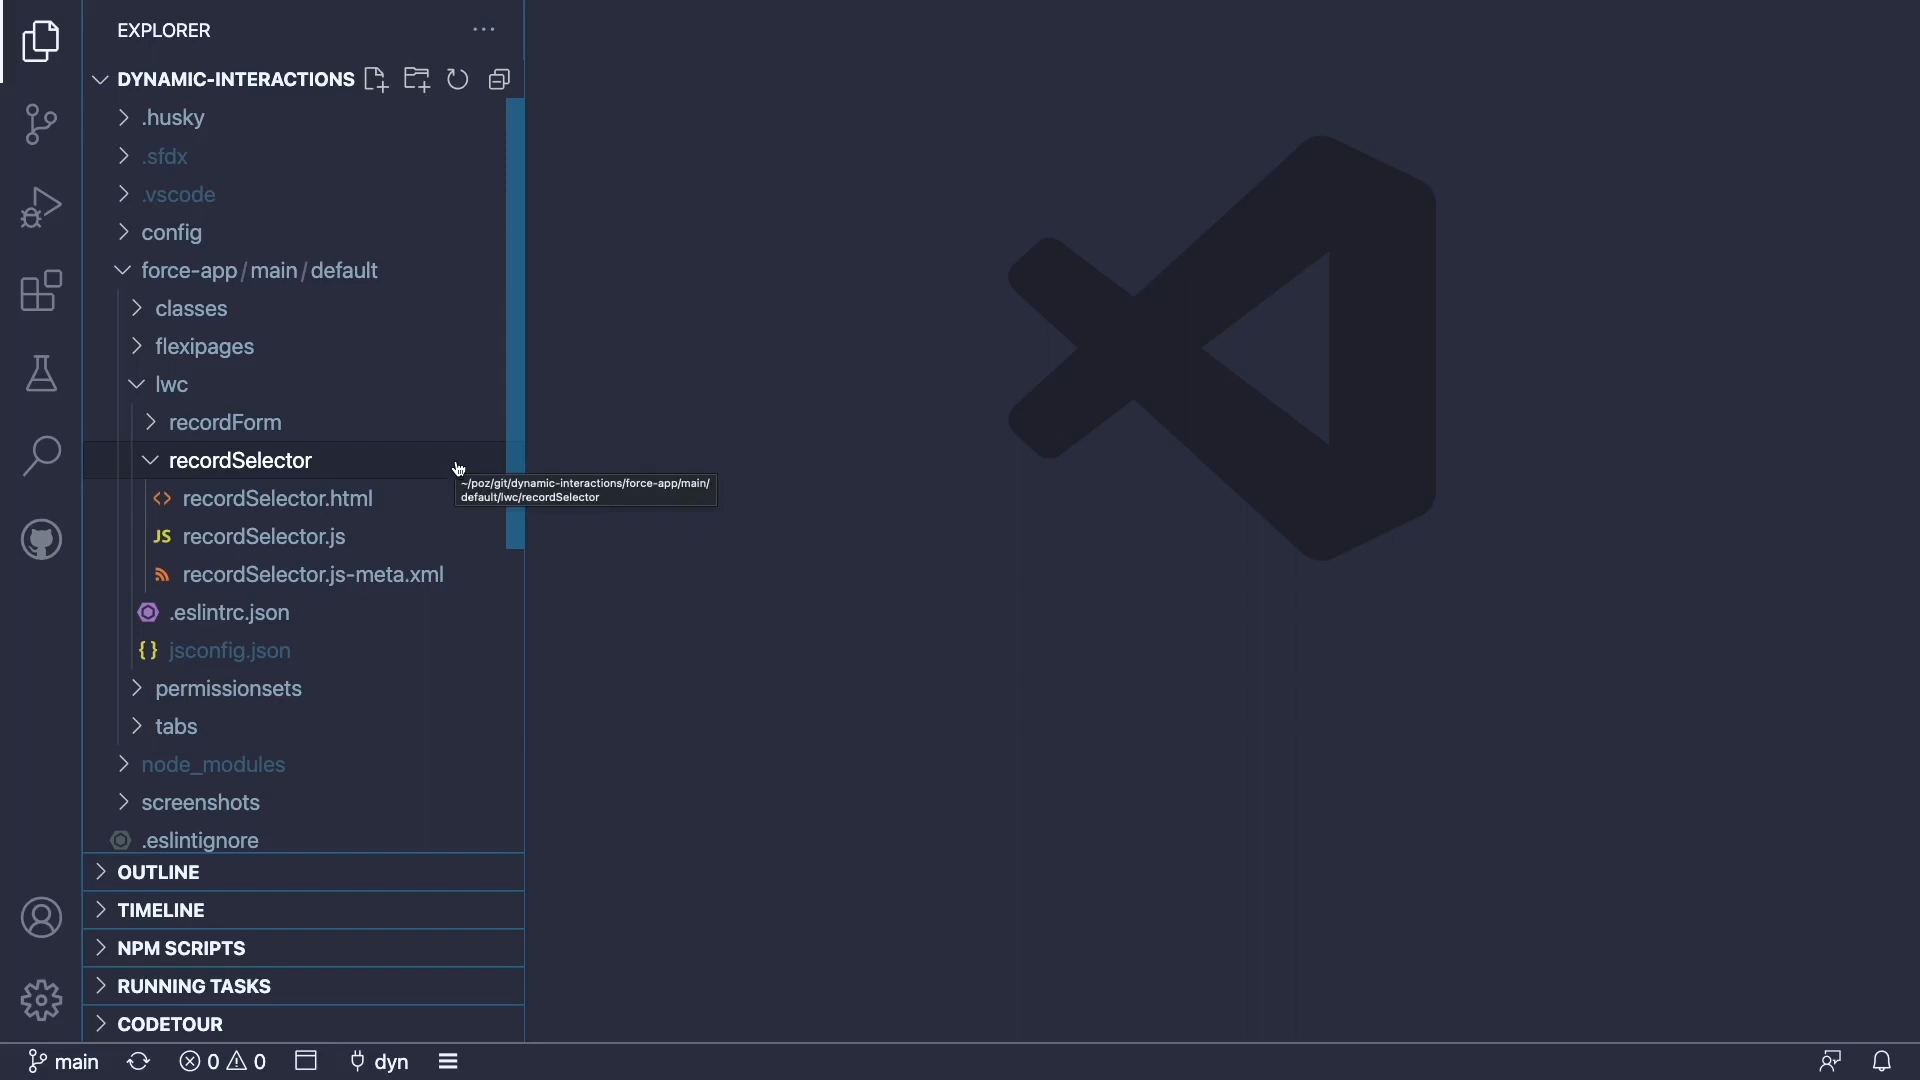 EXPLORER
DYNAMIC-INTERACTIONS
.husky
.sfdx
.vscode
config
force-app/main/default
classes
flexipages
lwc
recordForm
recordSelector
~/poz/git/dynamic-interactions/force-app/main/
default/lwc/recordSelector
<> recordSelector.html
JS recordSelector.js
recordSelector.js-meta.xml
.eslintrc.json
{} jsconfig.json
permissionsets
tabs
node_modules
screenshots
.eslintignore
OUTLINE
TIMELINE
NPM SCRIPTS
RUNNING TASKS
CODETOUR
main 0 0 dyn